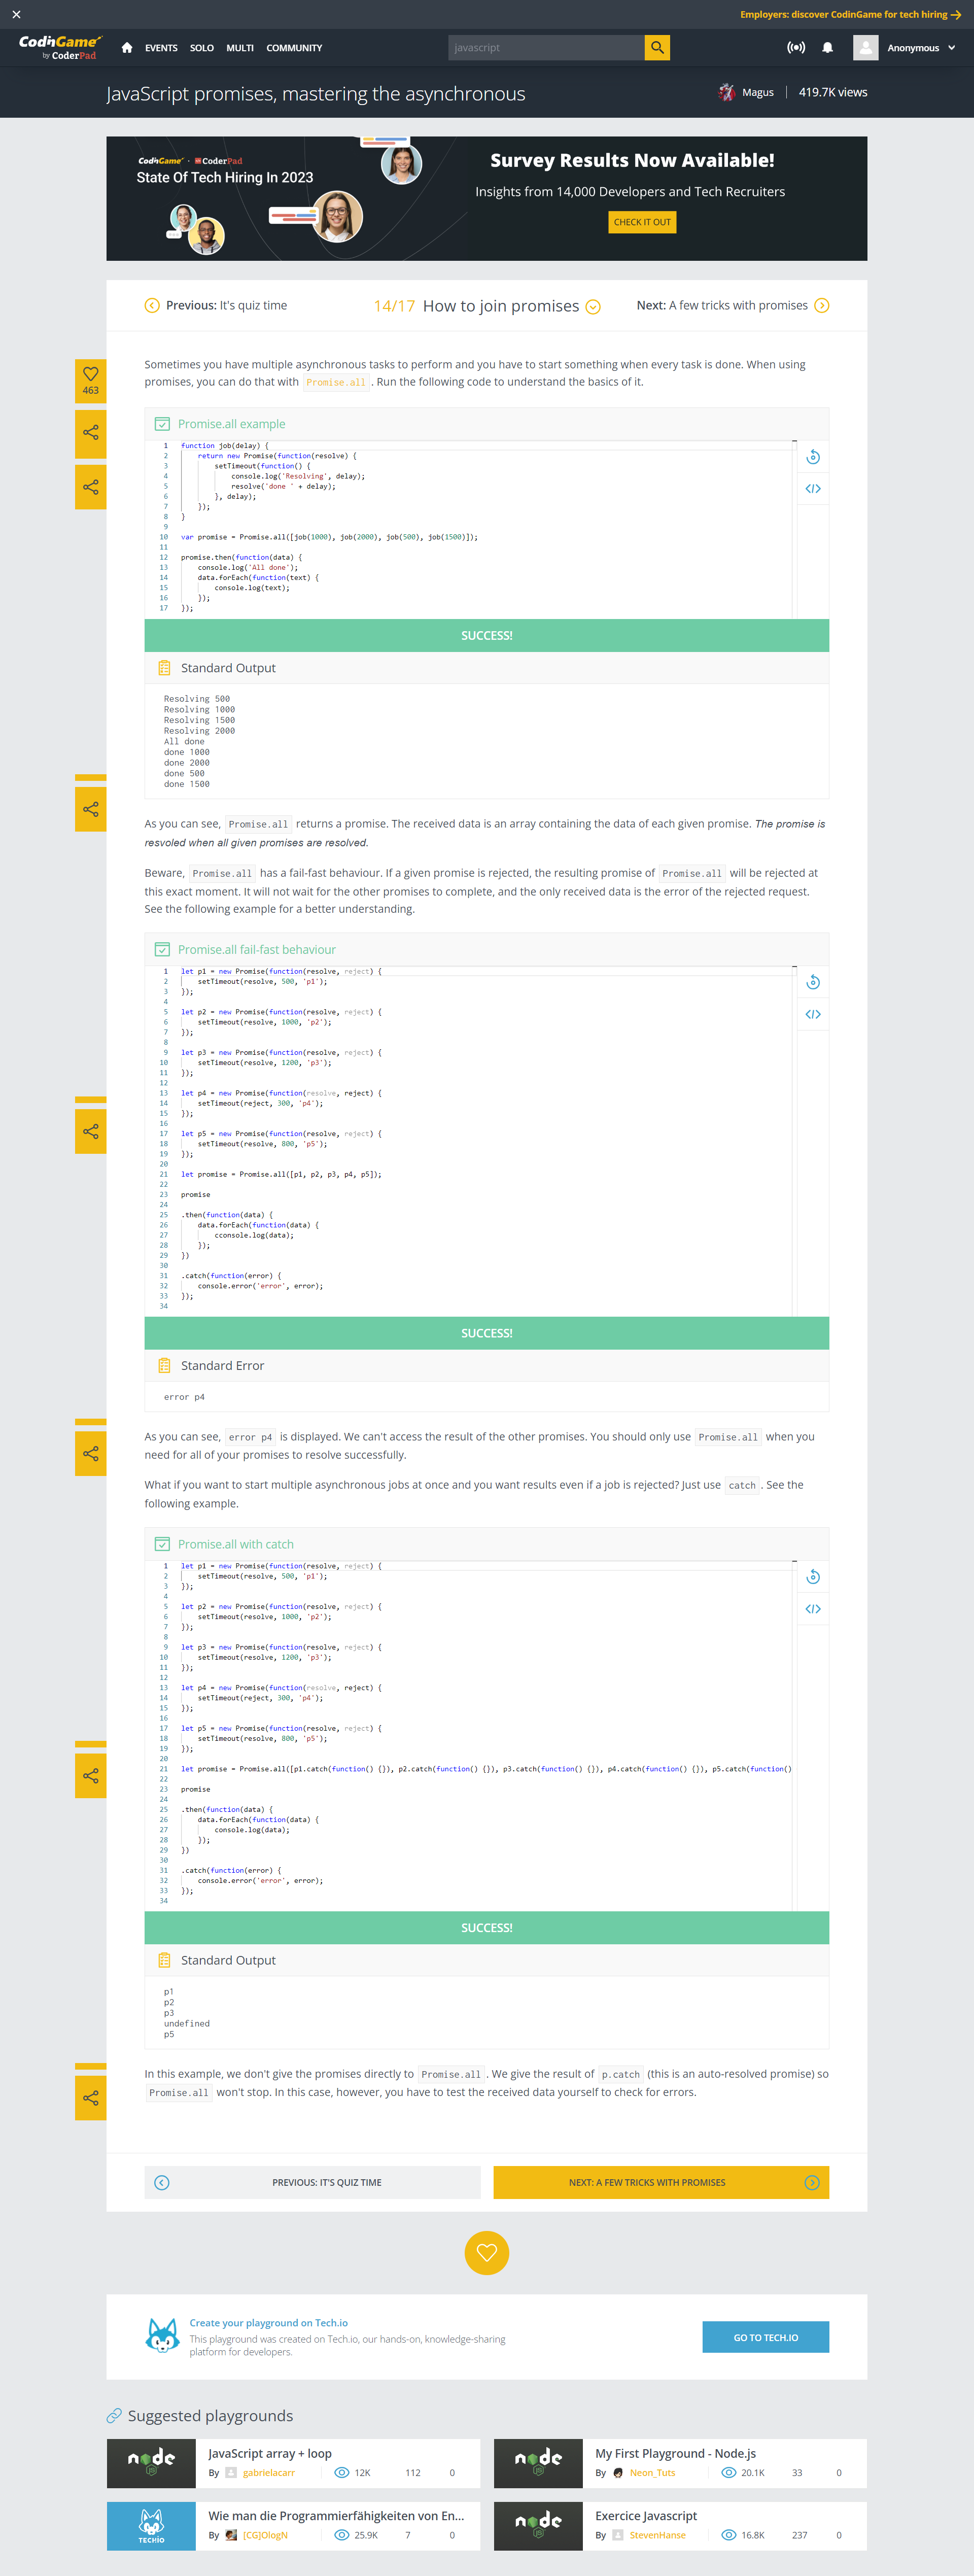 Employers: discover CodinGame for tech hiring
CodinGame
by CoderPad
EVENTS SOLO MULTI COMMUNITY
javascript
Anonymous
JavaScript promises, mastering the asynchronous
Magus
419.7K views
CodinGame · CoderPad
State Of Tech Hiring In 2023
Survey Results Now Available!
Insights from 14,000 Developers and Tech Recruiters
CHECK IT OUT
Previous: It's quiz time
14/17 How to join promises
Next: A few tricks with promises
463
Sometimes you have multiple asynchronous tasks to perform and you have to start something when every task is done. When using
promises, you can do that with Promise.all . Run the following code to understand the basics of it.
Promise.all example
1 function job(delay) {
2 return new Promise(function(resolve) {
3 setTimeout(function() {
4 console.log('Resolving', delay);
5 resolve('done ' + delay);
6 }, delay);
7 });
8 }
9
10 var promise = Promise.all([job(1000), job(2000), job(500), job(1500)]);
11
12 promise.then(function(data) {
13 console.log('All done');
14 data.forEach(function(text) {
15 console.log(text);
16 });
17 });
SUCCESS!
Standard Output
Resolving 500
Resolving 1000
Resolving 1500
Resolving 2000
All done
done 1000
done 2000
done 500
done 1500
As you can see, Promise.all returns a promise. The received data is an array containing the data of each given promise. The promise is
resvoled when all given promises are resolved.
Beware, Promise.all has a fail-fast behaviour. If a given promise is rejected, the resulting promise of Promise.all will be rejected at
this exact moment. It will not wait for the other promises to complete, and the only received data is the error of the rejected request.
See the following example for a better understanding.
Promise.all fail-fast behaviour
1 let p1 = new Promise(function(resolve, reject) {
2 setTimeout(resolve, 500, 'p1');
3 });
4
5 let p2 = new Promise(function(resolve, reject) {
6 setTimeout(resolve, 1000, 'p2');
7 });
8
9 let p3 = new Promise(function(resolve, reject) {
10 setTimeout(resolve, 1200, 'p3');
11 });
12
13 let p4 = new Promise(function(resolve, reject) {
14 setTimeout(reject, 300, 'p4');
15 });
16
17 let p5 = new Promise(function(resolve, reject) {
18 setTimeout(resolve, 800, 'p5');
19 });
20
21 let promise = Promise.all([p1, p2, p3, p4, p5]);
22
23 promise
24
25 .then(function(data) {
26 data.forEach(function(data) {
27 cconsole.log(data);
28 });
29 })
30
31 .catch(function(error) {
32 console.error('error', error);
33 });
34
SUCCESS!
Standard Error
error p4
As you can see, error p4 is displayed. We can't access the result of the other promises. You should only use Promise.all when you
need for all of your promises to resolve successfully.
What if you want to start multiple asynchronous jobs at once and you want results even if a job is rejected? Just use catch . See the
following example.
Promise.all with catch
1 let p1 = new Promise(function(resolve, reject) {
2 setTimeout(resolve, 500, 'p1');
3 });
4
5 let p2 = new Promise(function(resolve, reject) {
6 setTimeout(resolve, 1000, 'p2');
7 });
8
9 let p3 = new Promise(function(resolve, reject) {
10 setTimeout(resolve, 1200, 'p3');
11 });
12
13 let p4 = new Promise(function(resolve, reject) {
14 setTimeout(reject, 300, 'p4');
15 });
16
17 let p5 = new Promise(function(resolve, reject) {
18 setTimeout(resolve, 800, 'p5');
19 });
20
21 let promise = Promise.all([p1.catch(function() {}), p2.catch(function() {}), p3.catch(function() {}), p4.catch(function() {}), p5.catch(function()
22
23 promise
24
25 .then(function(data) {
26 data.forEach(function(data) {
27 console.log(data);
28 });
29 })
30
31 .catch(function(error) {
32 console.error('error', error);
33 });
34
SUCCESS!
Standard Output
p1
p2
p3
undefined
p5
In this example, we don't give the promises directly to Promise.all . We give the result of p.catch (this is an auto-resolved promise) so
Promise.all won't stop. In this case, however, you have to test the received data yourself to check for errors.
PREVIOUS: IT'S QUIZ TIME
NEXT: A FEW TRICKS WITH PROMISES
Create your playground on Tech.io
This playground was created on Tech.io, our hands-on, knowledge-sharing
platform for developers.
GO TO TECH.IO
Suggested playgrounds
node JS
JavaScript array + loop
By gabrielacarr 12K 112 0
node JS
My First Playground - Node.js
By Neon_Tuts 20.1K 33 0
TECHIO
Wie man die Programmierfähigkeiten von En...
By [CG]OlogN 25.9K 7 0
node JS
Exercice Javascript
By StevenHanse 16.8K 237 0